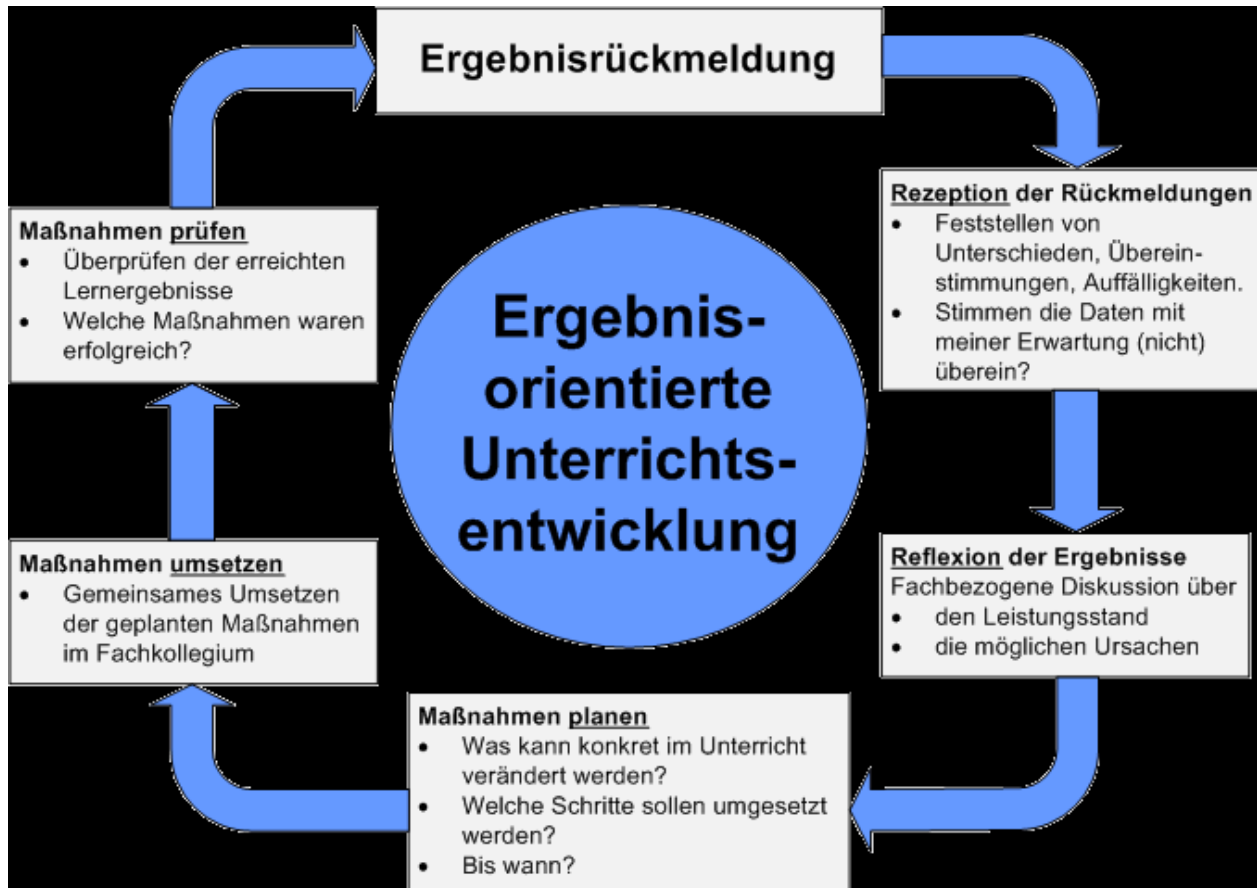 Ergebnisrückmeldung
Rezeption der Rückmeldungen
• Feststellen von
Unterschieden, Überein-
stimmungen, Auffälligkeiten.
• Stimmen die Daten mit
meiner Erwartung (nicht)
überein?
Reflexion der Ergebnisse
Fachbezogene Diskussion über
• den Leistungsstand
• die möglichen Ursachen
Maßnahmen planen
• Was kann konkret im Unterricht
verändert werden?
• Welche Schritte sollen umgesetzt
werden?
• Bis wann?
Maßnahmen umsetzen
• Gemeinsames Umsetzen
der geplanten Maßnahmen
im Fachkollegium
Maßnahmen prüfen
• Überprüfen der erreichten
Lernergebnisse
• Welche Maßnahmen waren
erfolgreich?
Ergebnis-
orientierte
Unterrichts-
entwicklung